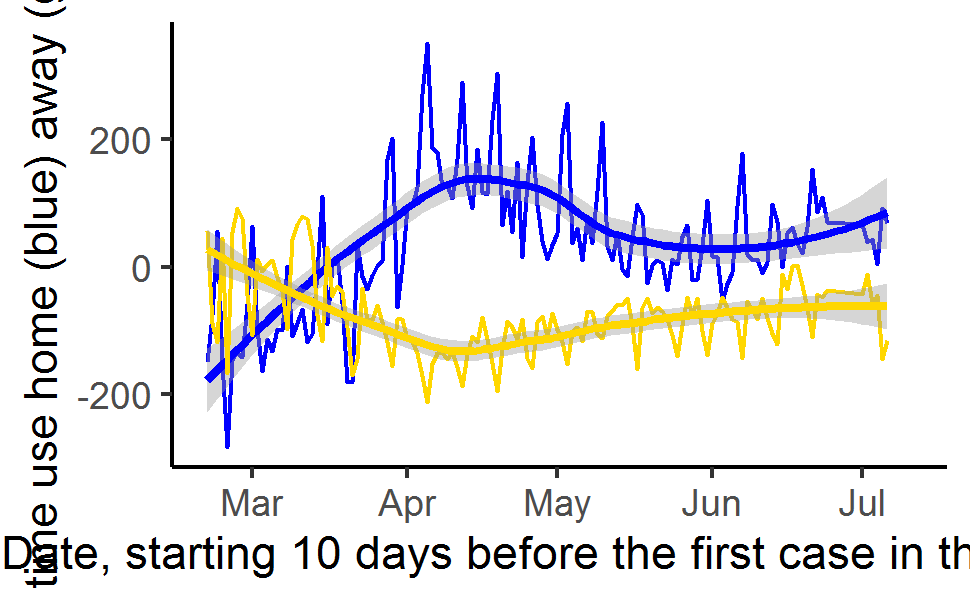 time use home (blue) away (
200
0
-200
Mar Apr May Jun Jul
Date, starting 10 days before the first case in th